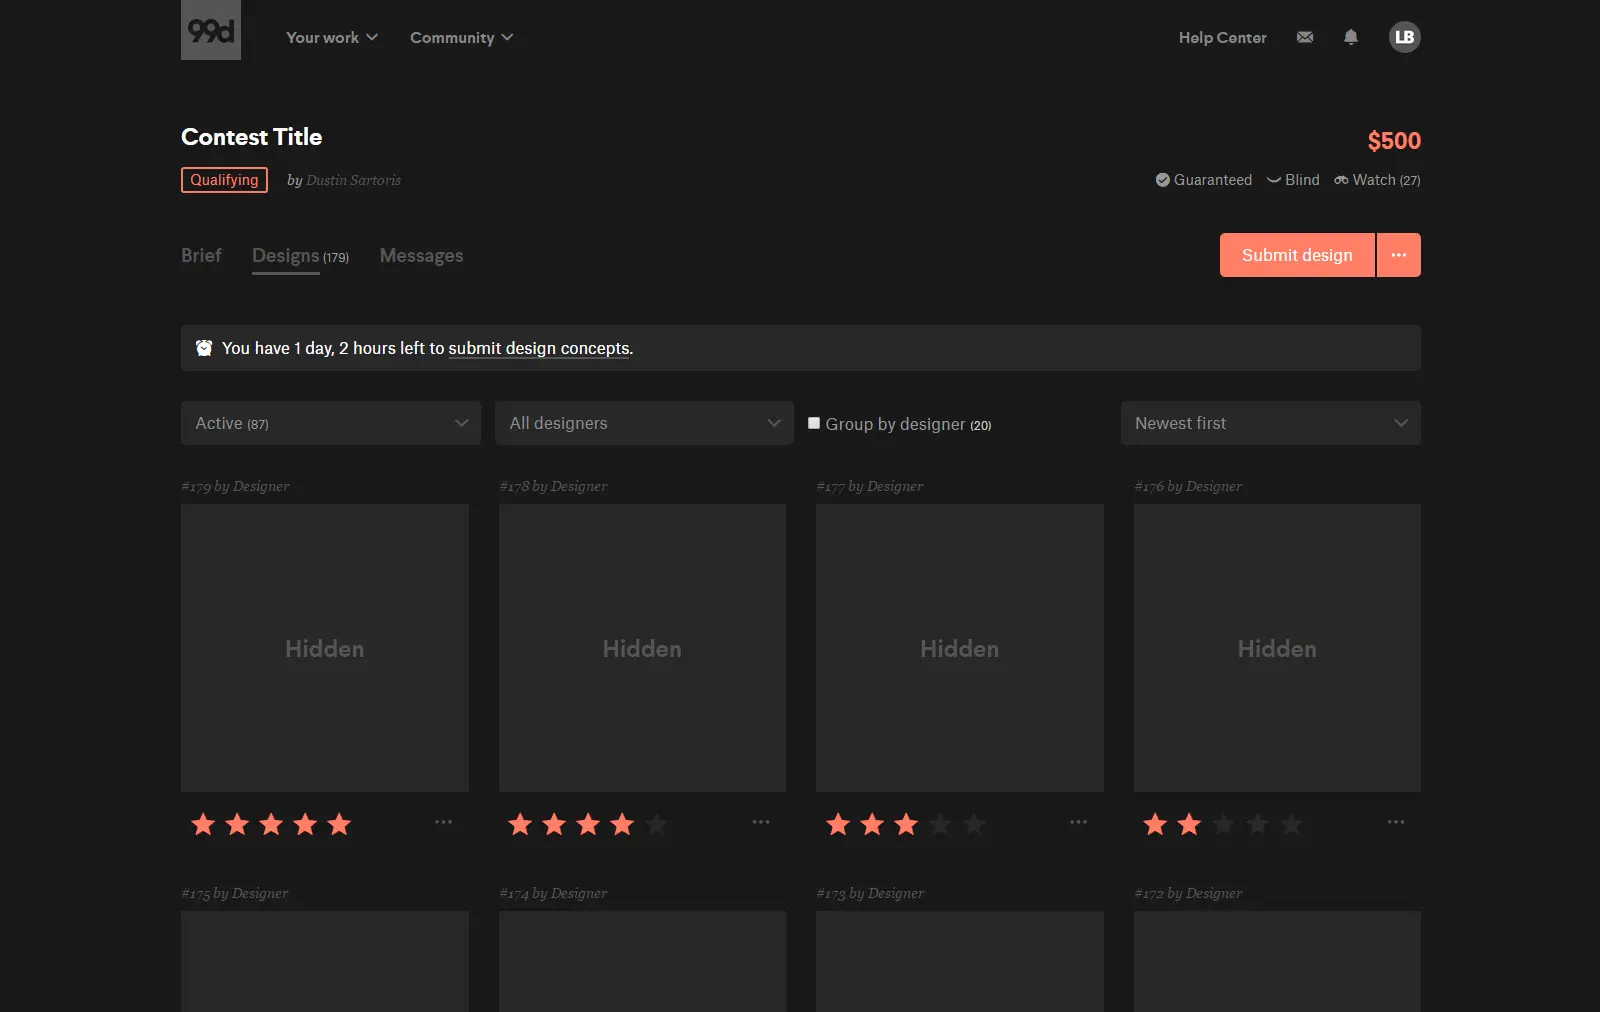 99d Your work Community Help Center LB
Contest Title $500
Qualifying by Dustin Sartoris Guaranteed Blind Watch (27)
Brief Designs (179) Messages Submit design ...
You have 1 day, 2 hours left to submit design concepts.
Active (87) All designers Group by designer (20) Newest first
#179 by Designer #178 by Designer #177 by Designer #176 by Designer
Hidden Hidden Hidden Hidden
#175 by Designer #174 by Designer #173 by Designer #172 by Designer